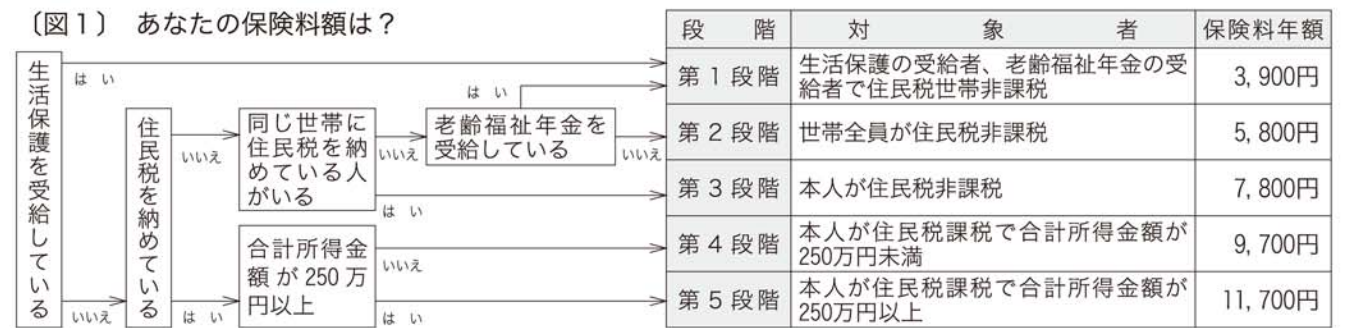 〔図1〕 あなたの保険料額は？
生活保護を受給している
はい
いいえ
住民税を納めている
いいえ
はい
同じ世帯に
住民税を納
めている人
がいる
いいえ
はい
老齢福祉年金を
受給している
はい
いいえ
合計所得金
額が250万
円以上
いいえ
はい
段階 対象者 保険料年額
第1段階 生活保護の受給者、老齢福祉年金の受 3,900円
給者で住民税世帯非課税
第2段階 世帯全員が住民税非課税 5,800円
第3段階 本人が住民税非課税 7,800円
第4段階 本人が住民税課税で合計所得金額が 9,700円
250万円未満
第5段階 本人が住民税課税で合計所得金額が 11,700円
250万円以上